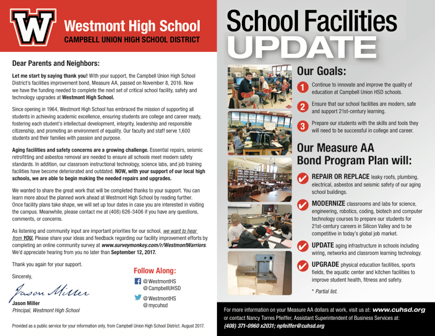 W
Westmont High School
CAMPBELL UNION HIGH SCHOOL DISTRICT
Dear Parents and Neighbors:
Let me start by saying thank you! With your support, the Campbell Union High School
District's facilities improvement bond, Measure AA, passed on November 8, 2016. Now
we have the funding needed to complete the next set of critical school facility, safety and
technology upgrades at Westmont High School.
Since opening in 1964, Westmont High School has embraced the mission of supporting all
students in achieving academic excellence, ensuring students are college and career ready,
fostering each student's intellectual development, integrity, leadership and responsible
citizenship, and promoting an environment of equality. Our faculty and staff serve 1,600
students and their families with passion and purpose.
Aging facilities and safety concerns are a growing challenge. Essential repairs, seismic
retrofitting and asbestos removal are needed to ensure all schools meet modern safety
standards. In addition, our classroom instructional technology, science labs, and job training
facilities have become deteriorated and outdated. NOW, with your support of our local high
schools, we are able to begin making the needed repairs and upgrades.
We wanted to share the great work that will be completed thanks to your support. You can
learn more about the planned work ahead at Westmont High School by reading further.
Once facility plans take shape, we will set up tour dates in case you are interested in visiting
the campus. Meanwhile, please contact me at (408) 626-3406 if you have any questions,
comments, or concerns.
As listening and community input are important priorities for our school, we want to hear
from YOU. Please share your ideas and feedback regarding our facility improvement efforts by
completing an online community survey at www.surveymonkey.com/r/WestmontWarriors.
We'd appreciate hearing from you no later than September 12, 2017.
Thank you again for your support.
Sincerely,
Jason Miller
Jason Miller
Principal, Westmont High School
Follow Along:
@WestmontHS
@CampbellUHSD
@WestmontHS
@mycuhsd
Provided as a public service for your information only, from Campbell Union High School District. August 2017.
School Facilities
UPDATE
Our Goals:
1 Continue to innovate and improve the quality of
education at Campbell Union HSD schools.
2 Ensure that our school facilities are modern, safe
and support 21st-century learning.
3 Prepare our students with the skills and tools they
will need to be successful in college and career.
Our Measure AA
Bond Program Plan will:
REPAIR OR REPLACE leaky roofs, plumbing,
electrical, asbestos and seismic safety of our aging
school buildings.
MODERNIZE classrooms and labs for science,
engineering, robotics, coding, biotech and computer
technology courses to prepare our students for
21st-century careers in Silicon Valley and to be
competitive in today's global job market.
UPDATE aging infrastructure in schools including
wiring, networks and classroom learning technology.
UPGRADE physical education facilities, sports
fields, the aquatic center and kitchen facilities to
improve student health, fitness and safety.
* Partial list.
For more information on your Measure AA dollars at work, visit us at: www.cuhsd.org
or contact Nancy Torres Pfeiffer, Assistant Superintendent of Business Services at:
(408) 371-0960 x2031; npfeiffer@cuhsd.org